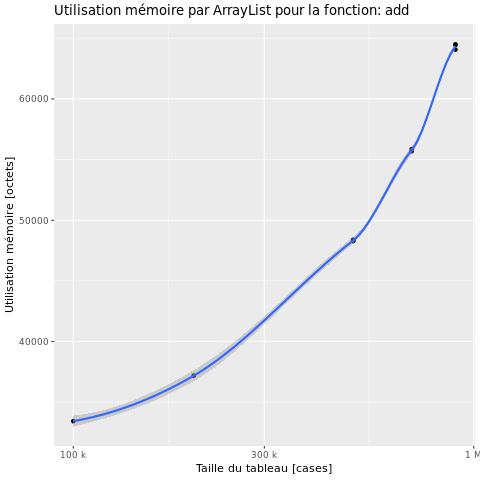 Utilisation mémoire par ArrayList pour la fonction: add
Utilisation mémoire [octets]
60000
50000
40000
100 k
300 k
1 M
Taille du tableau [cases]